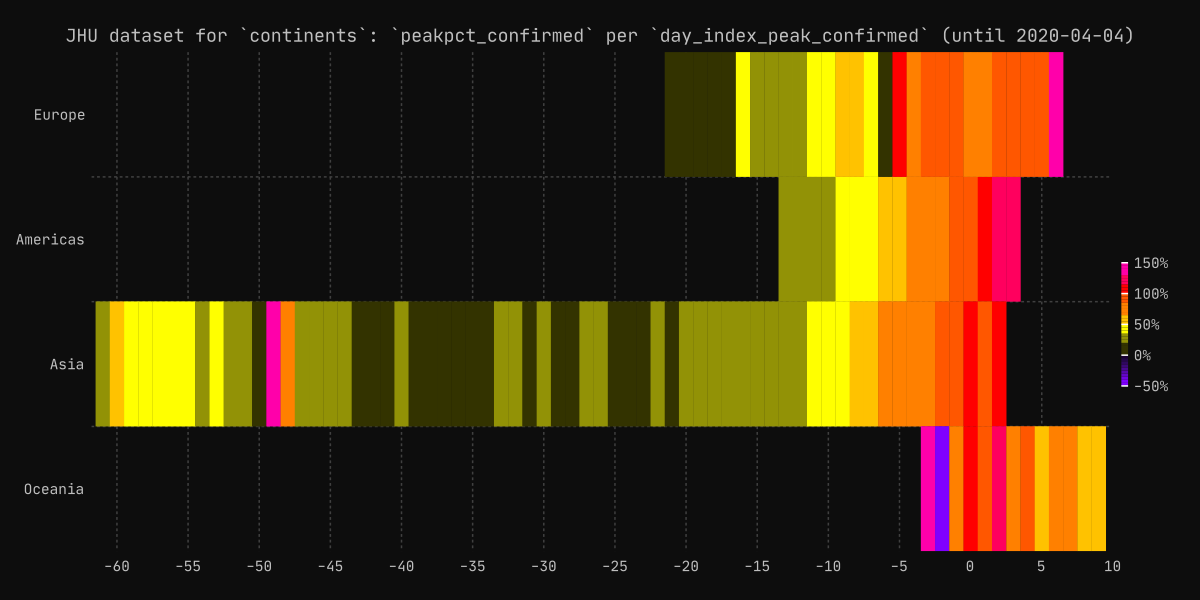 JHU dataset for `continents`: `peakpct_confirmed` per `day_index_peak_confirmed` (until 2020-04-04)
Europe
Americas
Asia
Oceania
150%
100%
50%
0%
-50%
-60 -55 -50 -45 -40 -35 -30 -25 -20 -15 -10 -5 0 5 10